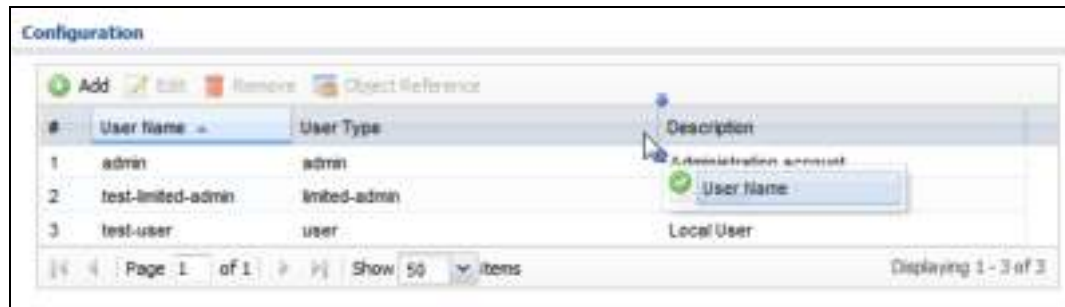 Configuration
Add Edit Remove Object Reference
# User Name User Type Description
1 admin admin Administration account
2 test-limited-admin limited-admin
User Name
3 test-user user Local User
Page 1 of 1 Show 50 items Displaying 1 - 3 of 3